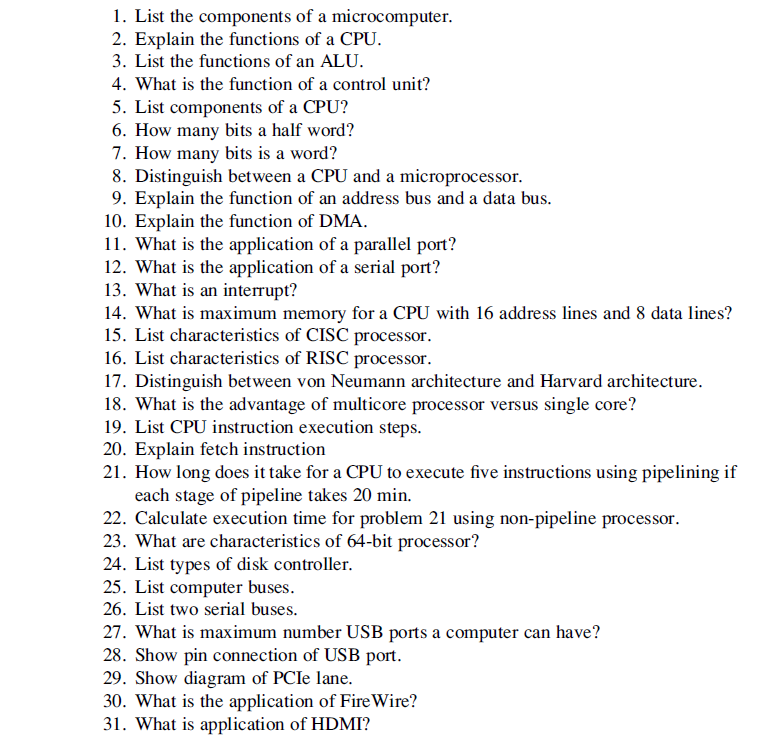 1. List the components of a microcomputer.
2. Explain the functions of a CPU.
3. List the functions of an ALU.
4. What is the function of a control unit?
5. List components of a CPU?
6. How many bits a half word?
7. How many bits is a word?
8. Distinguish between a CPU and a microprocessor.
9. Explain the function of an address bus and a data bus.
10. Explain the function of DMA.
11. What is the application of a parallel port?
12. What is the application of a serial port?
13. What is an interrupt?
14. What is maximum memory for a CPU with 16 address lines and 8 data lines?
15. List characteristics of CISC processor.
16. List characteristics of RISC processor.
17. Distinguish between von Neumann architecture and Harvard architecture.
18. What is the advantage of multicore processor versus single core?
19. List CPU instruction execution steps.
20. Explain fetch instruction
21. How long does it take for a CPU to execute five instructions using pipelining if
each stage of pipeline takes 20 min.
22. Calculate execution time for problem 21 using non-pipeline processor.
23. What are characteristics of 64-bit processor?
24. List types of disk controller.
25. List computer buses.
26. List two serial buses.
27. What is maximum number USB ports a computer can have?
28. Show pin connection of USB port.
29. Show diagram of PCIe lane.
30. What is the application of FireWire?
31. What is application of HDMI?